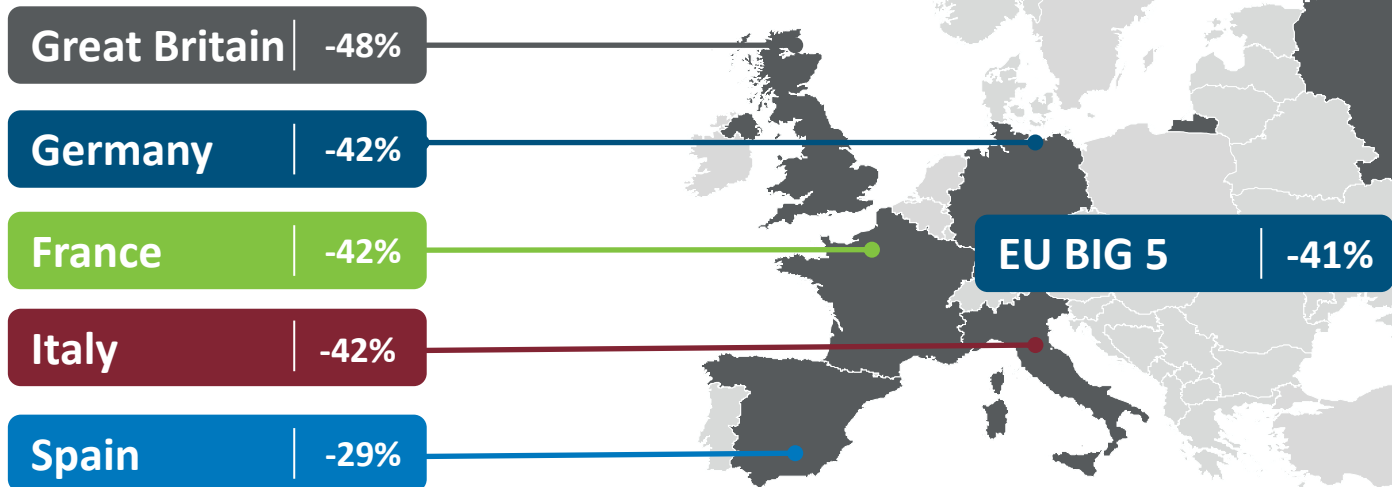 Great Britain -48%
Germany -42%
France -42%
EU BIG 5 -41%
Italy -42%
Spain -29%